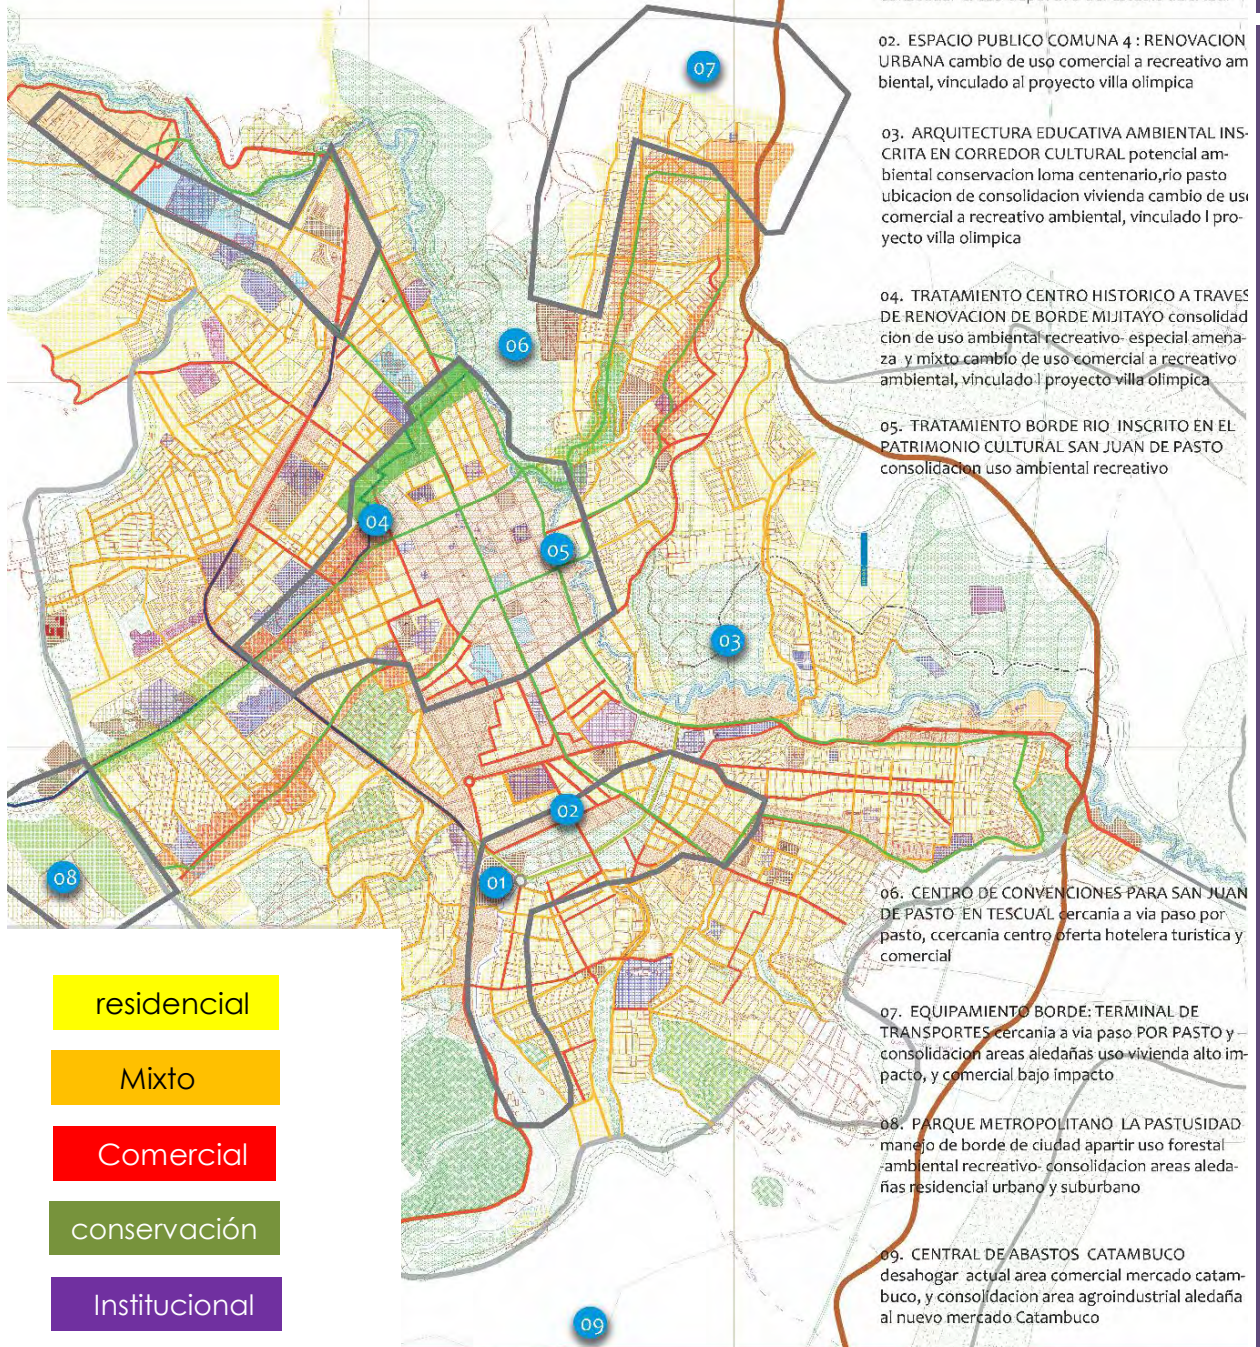 02. ESPACIO PUBLICO COMUNA 4 : RENOVACION
URBANA cambio de uso comercial a recreativo am
biental, vinculado al proyecto villa olimpica
03. ARQUITECTURA EDUCATIVA AMBIENTAL INS-
CRITA EN CORREDOR CULTURAL potencial am-
biental conservacion loma centenario,rio pasto
ubicacion de consolidacion vivienda cambio de uso
comercial a recreativo ambiental, vinculado l pro-
yecto villa olimpica
04. TRATAMIENTO CENTRO HISTORICO A TRAVES
DE RENOVACION DE BORDE MIJITAYO consolidad
cion de uso ambiental recreativo- especial amena-
za y mixto cambio de uso comercial a recreativo
ambiental, vinculado l proyecto villa olimpica
05. TRATAMIENTO BORDE RIO INSCRITO EN EL
PATRIMONIO CULTURAL SAN JUAN DE PASTO
consolidacion uso ambiental recreativo
06. CENTRO DE CONVENCIONES PARA SAN JUAN
DE PASTO EN TESCUAL cercania a via paso por
pasto, ccercania centro oferta hotelera turistica y
comercial
07. EQUIPAMIENTO BORDE: TERMINAL DE
TRANSPORTES cercania a via paso POR PASTO y
consolidacion areas aledañas uso vivienda alto im-
pacto, y comercial bajo impacto
08. PARQUE METROPOLITANO LA PASTUSIDAD
manejo de borde de ciudad apartir uso forestal
-ambiental recreativo- consolidacion areas aleda-
ñas residencial urbano y suburbano
09. CENTRAL DE ABASTOS CATAMBUCO
desahogar actual area comercial mercado catam-
buco, y consolidacion area agroindustrial aledaña
al nuevo mercado Catambuco
07
06
04
05
03
02
01
08
09
residencial
Mixto
Comercial
conservación
Institucional